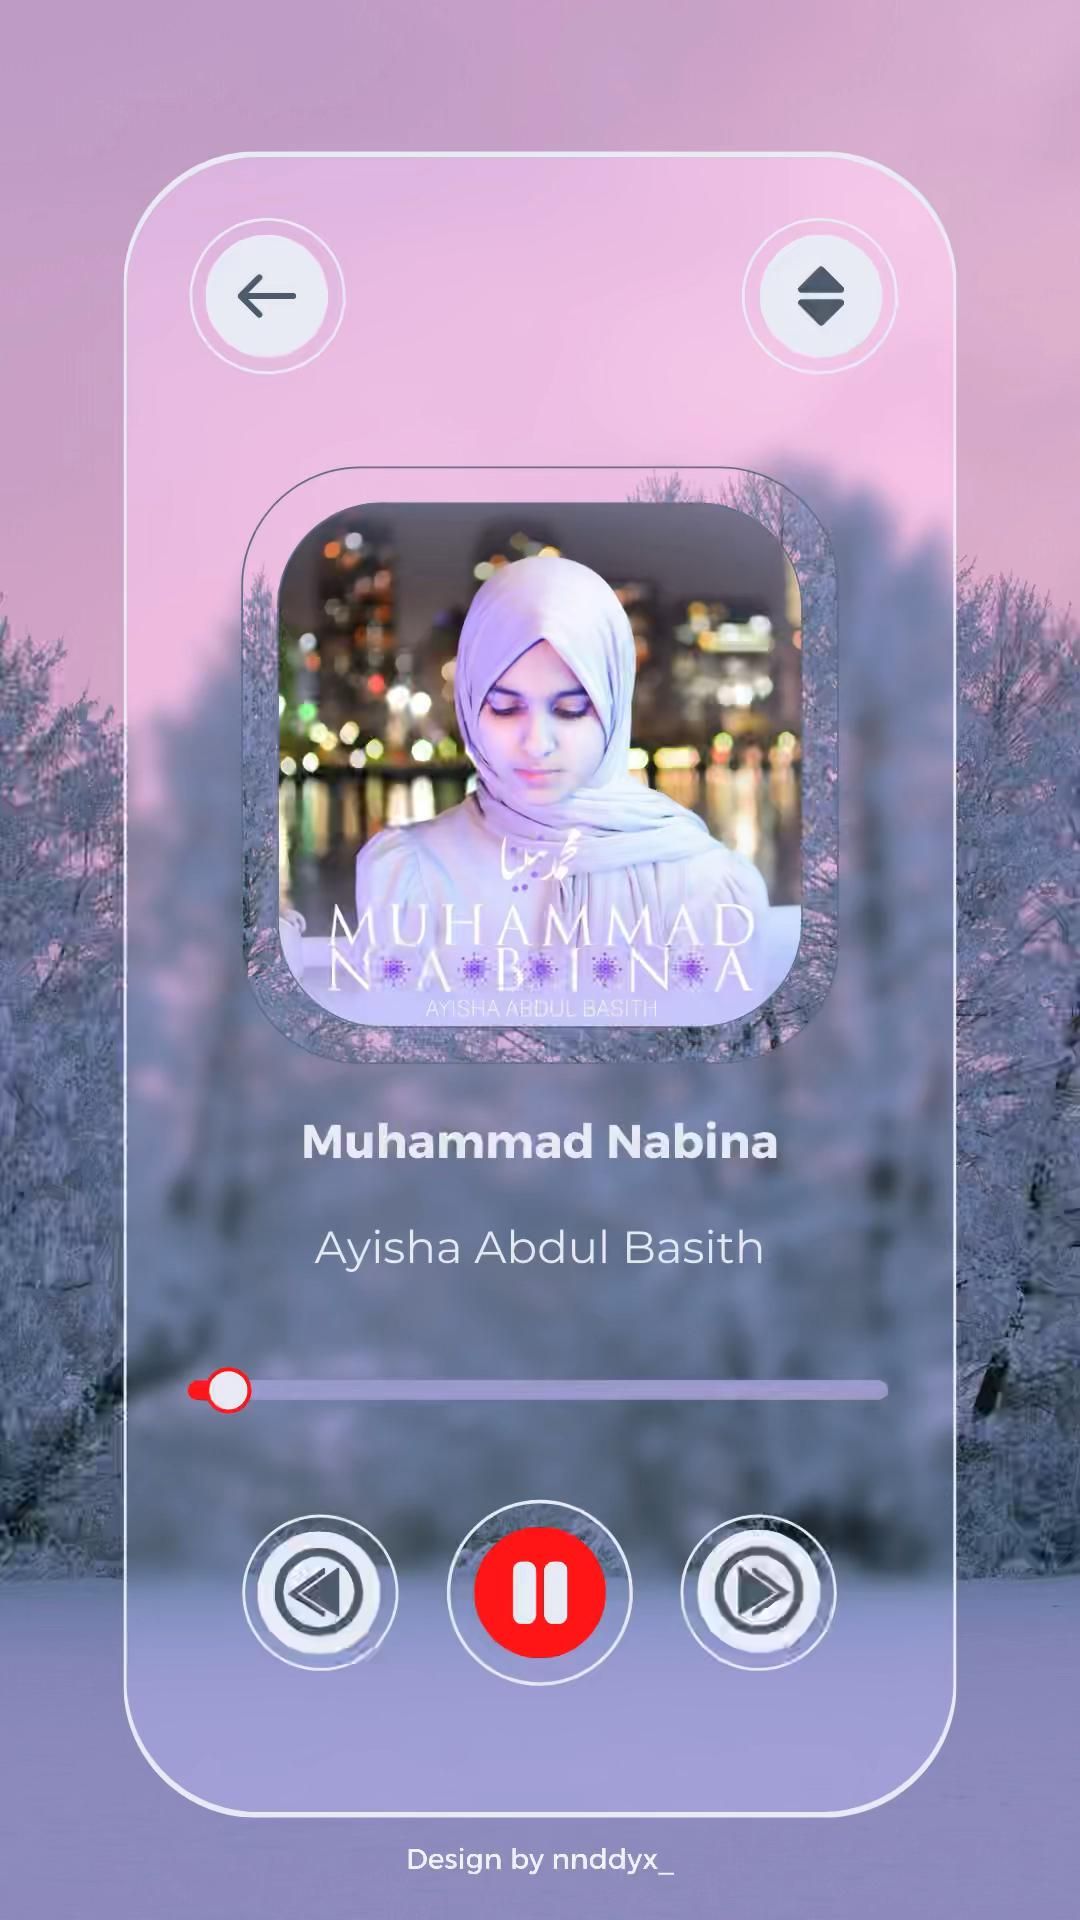 محمد نبينا
MUHAMMAD
NABINA
AYISHA ABDUL BASITH
Muhammad Nabina
Ayisha Abdul Basith
Design by nnddyx_